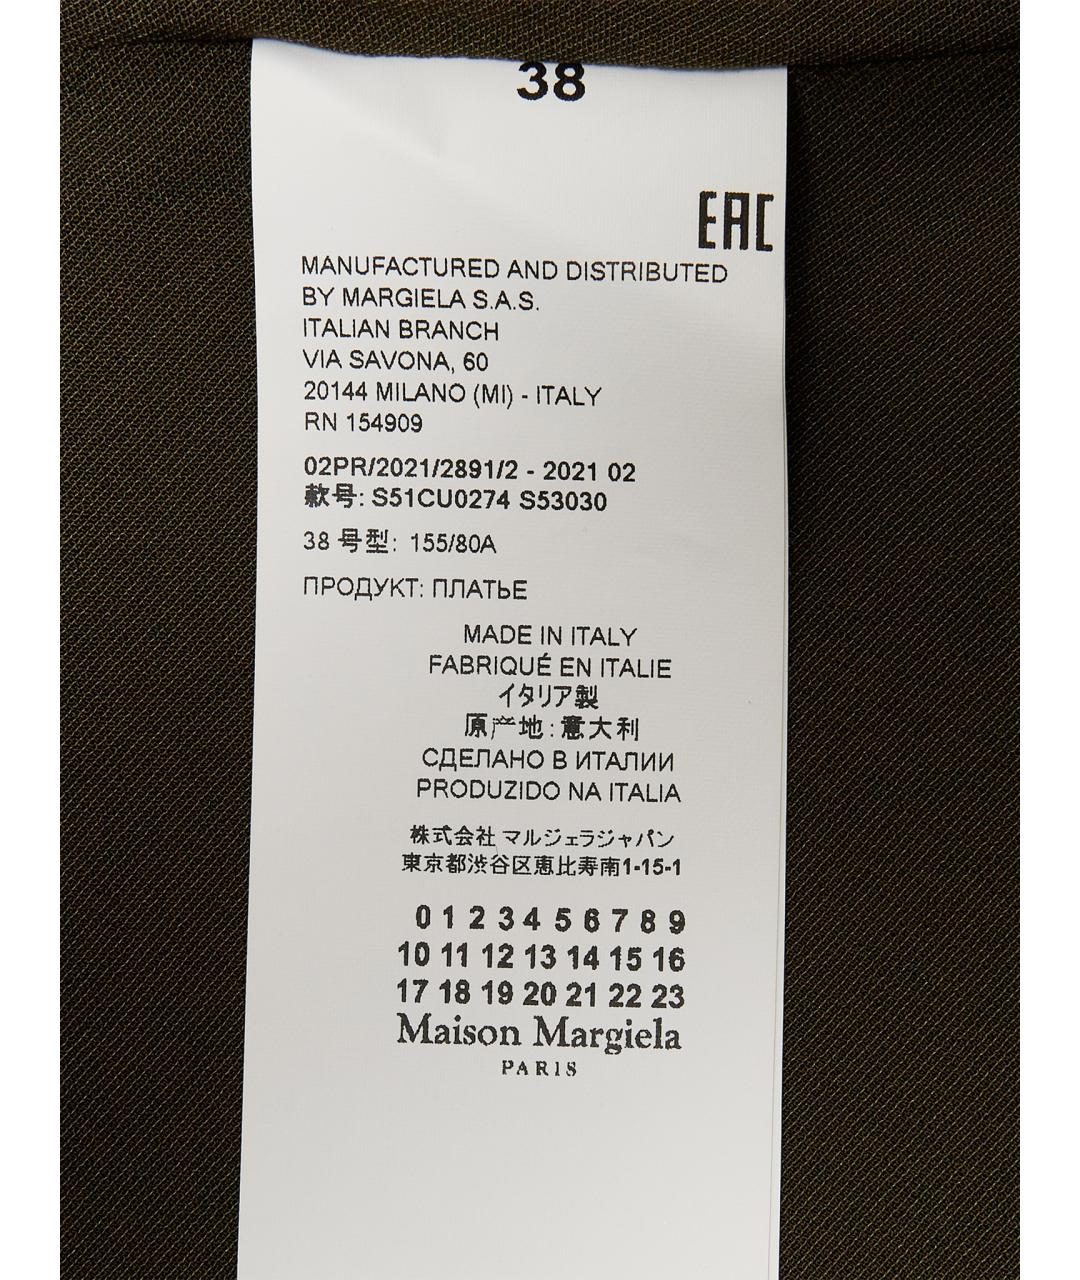 38
EAC
MANUFACTURED AND DISTRIBUTED
BY MARGIELA S.A.S.
ITALIAN BRANCH
VIA SAVONA, 60
20144 MILANO (MI) - ITALY
RN 154909
02PR/2021/2891/2 - 2021 02
款号: S51CU0274 S53030
38 号型: 155/80A
ПРОДУКТ: ПЛАТЬЕ
MADE IN ITALY
FABRIQUÉ EN ITALIE
イタリア製
原产地: 意大利
СДЕЛАНО В ИТАЛИИ
PRODUZIDO NA ITALIA
株式会社 マルジェラジャパン
東京都渋谷区恵比寿南1-15-1
0 1 2 3 4 5 6 7 8 9
10 11 12 13 14 15 16
17 18 19 20 21 22 23
Maison Margiela
PARIS